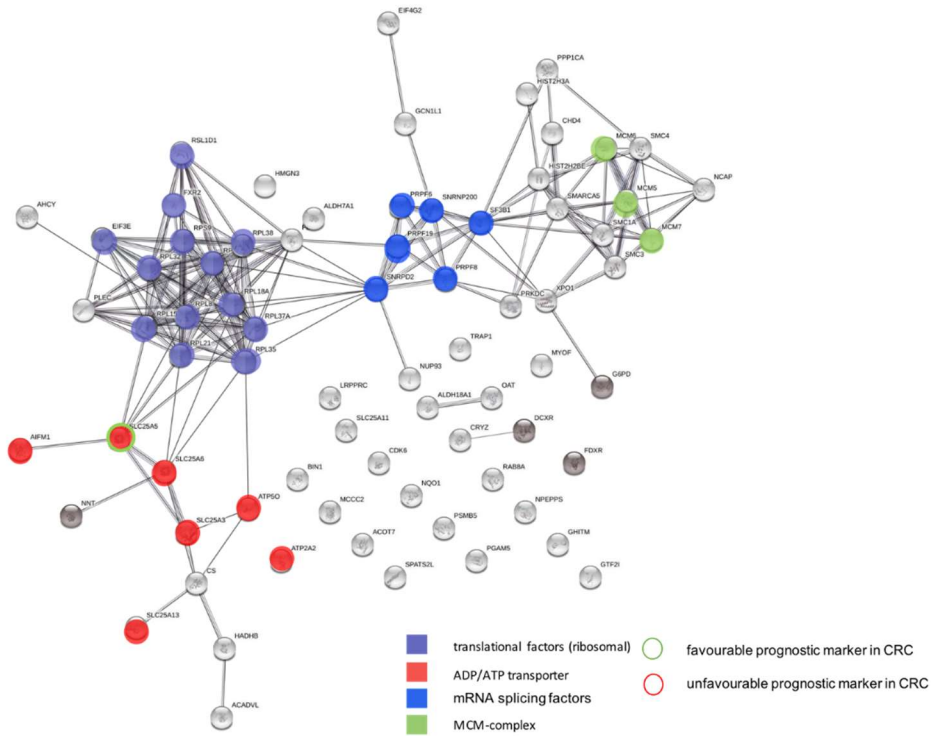 EIF4G2
PPP1CA
HIST2H3A
GCN1L1
CHD4
MCM6
SMC4
RSL1D1
HIST2H2BE
NCAP
HMGN3
SMARCA5
MCM5
FXR2
PRPF6
SNRNP200
AHCY
ALDH7A1
SF3B1
SMC1A
MCM7
EIF3E
RPS9
RPL38
PRPF19
SMC3
RPL32
SNRPD2
PRPF8
XPO1
PLEC
RPL18A
PRKDC
RPL15
RPL8
RPL37A
RPL21
RPL35
TRAP1
MYOF
NUP93
G6PD
LRPPRC
ALDH18A1
OAT
SLC25A5
SLC25A11
CRYZ
DCXR
AIFM1
SLC25A6
CDK6
FDXR
BIN1
RAB8A
NNT
ATP5O
MCCC2
NQO1
NPEPPS
SLC25A3
PSMB5
ATP2A2
ACOT7
GHITM
CS
SPATS2L
PGAM5
GTF2I
SLC25A13
HADHB
ACADVL
translational factors (ribosomal)
ADP/ATP transporter
mRNA splicing factors
MCM-complex
favourable prognostic marker in CRC
unfavourable prognostic marker in CRC